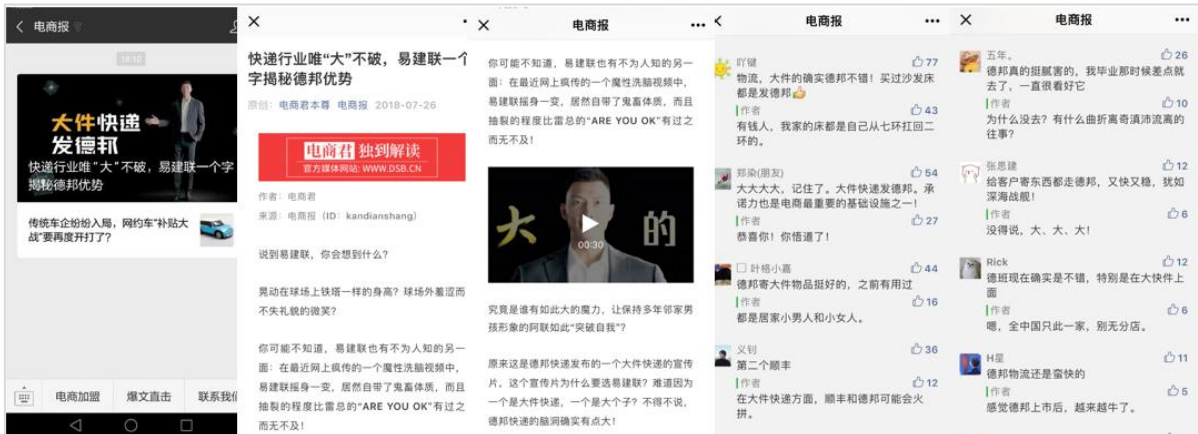 电商报
18:10
大件快递
发德邦
快递行业唯“大”不破，易建联一个字
揭秘德邦优势
传统车企纷纷入局，网约车“补贴大
战”要再度开打了？
电商加盟
爆文直击
联系我们
快递行业唯“大”不破，易建联一个
字揭秘德邦优势
原创： 电商君本尊 电商报 2018-07-26
电商君 独到解读
官方媒体网站: WWW.DSB.CN
作者：电商君
来源：电商报（ID：kandianshang）
说到易建联，你会想到什么？
晃动在球场上铁塔一样的身高？球场外羞涩而
不失礼貌的微笑？
你可能不知道，易建联也有不为人知的另一
面：在最近网上疯传的一个魔性洗脑视频中，
易建联摇身一变，居然自带了鬼畜体质，而且
抽裂的程度比雷总的“ARE YOU OK”有过之
而无不及！
电商报
你可能不知道，易建联也有不为人知的另一
面：在最近网上疯传的一个魔性洗脑视频中，
易建联摇身一变，居然自带了鬼畜体质，而且
抽裂的程度比雷总的“ARE YOU OK”有过之
而无不及！
大 的
00:30
究竟是谁有如此大的魔力，让保持多年邻家男
孩形象的阿联如此“突破自我”？
原来这是德邦快递发布的一个大件快递的宣传
片，这个宣传片为什么要选易建联？难道因为
一个是大件快递，一个是大个子？不得不说，
德邦快递的脑洞确实有点大！
电商报
吖键 77
物流，大件的确实德邦不错！买过沙发床
都是发德邦👍
作者 43
有钱人，我家的床都是自己从七环扛回二
环的。
郑染(朋友) 54
大大大大，记住了。大件快递发德邦。承
诺力也是电商最重要的基础设施之一！
作者 27
恭喜你！你悟道了！
叶格小嘉 44
德邦寄大件物品挺好的，之前有用过
作者 16
都是居家小男人和小女人。
义钊 36
第二个顺丰
作者 12
在大件快递方面，顺丰和德邦可能会火
拼。
电商报
五年。 26
德邦真的挺腻害的，我毕业那时候差点就
去了，一直很看好它
作者 10
为什么没去？有什么曲折离奇滇沛流离的
往事？
张思建 12
给客户寄东西都走德邦，又快又稳，犹如
深海战舰！
作者 6
没得说，大、大、大！
Rick 12
德班现在确实是不错，特别是在大快件上
面
作者 6
嗯，全中国只此一家，别无分店。
H星 11
德邦物流还是蛮快的
作者 5
感觉德邦上市后，越来越牛了。